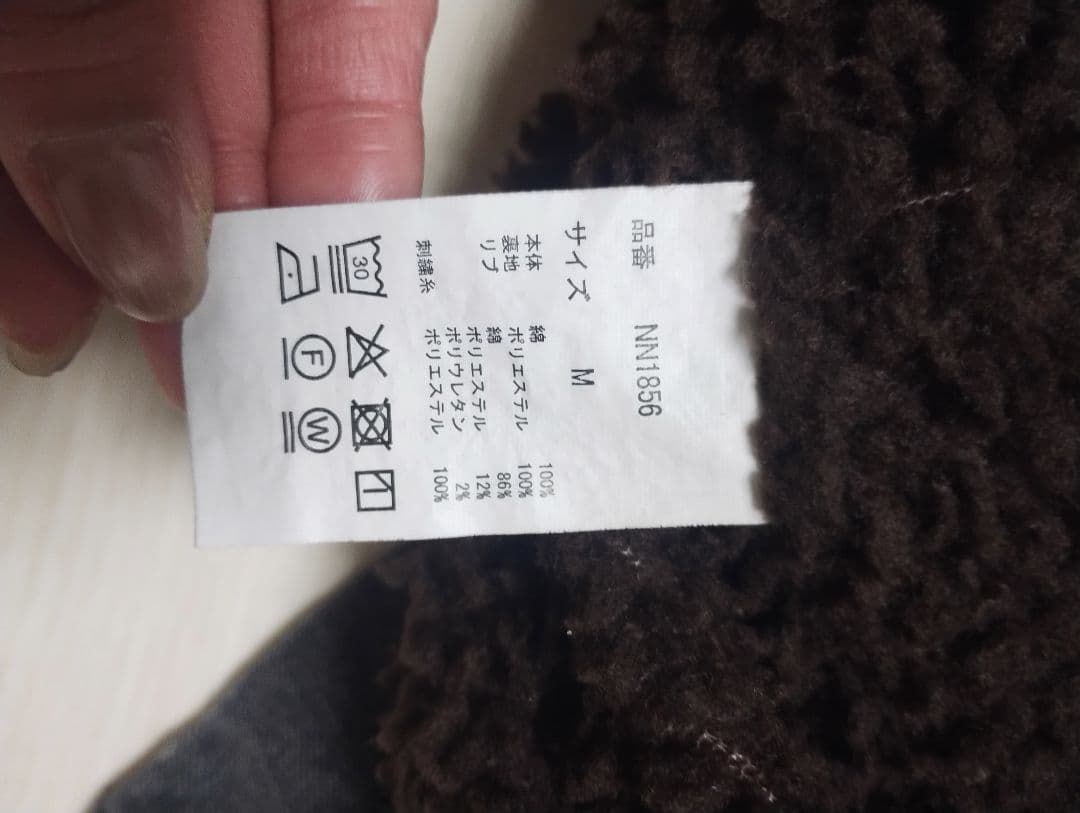 品番 NN1856
サイズ M
本体 綿 100%
裏地 ポリエステル 100%
リブ 綿 86%
ポリエステル 12%
ポリウレタン 2%
刺繍糸 ポリエステル 100%
30
F W